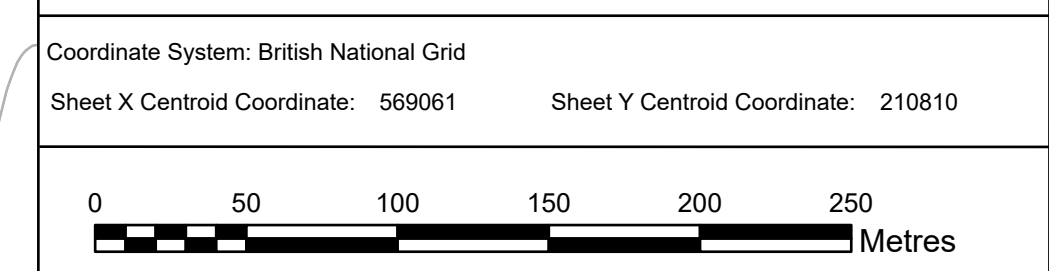 Coordinate System: British National Grid
Sheet X Centroid Coordinate: 569061 Sheet Y Centroid Coordinate: 210810
0 50 100 150 200 250
Metres